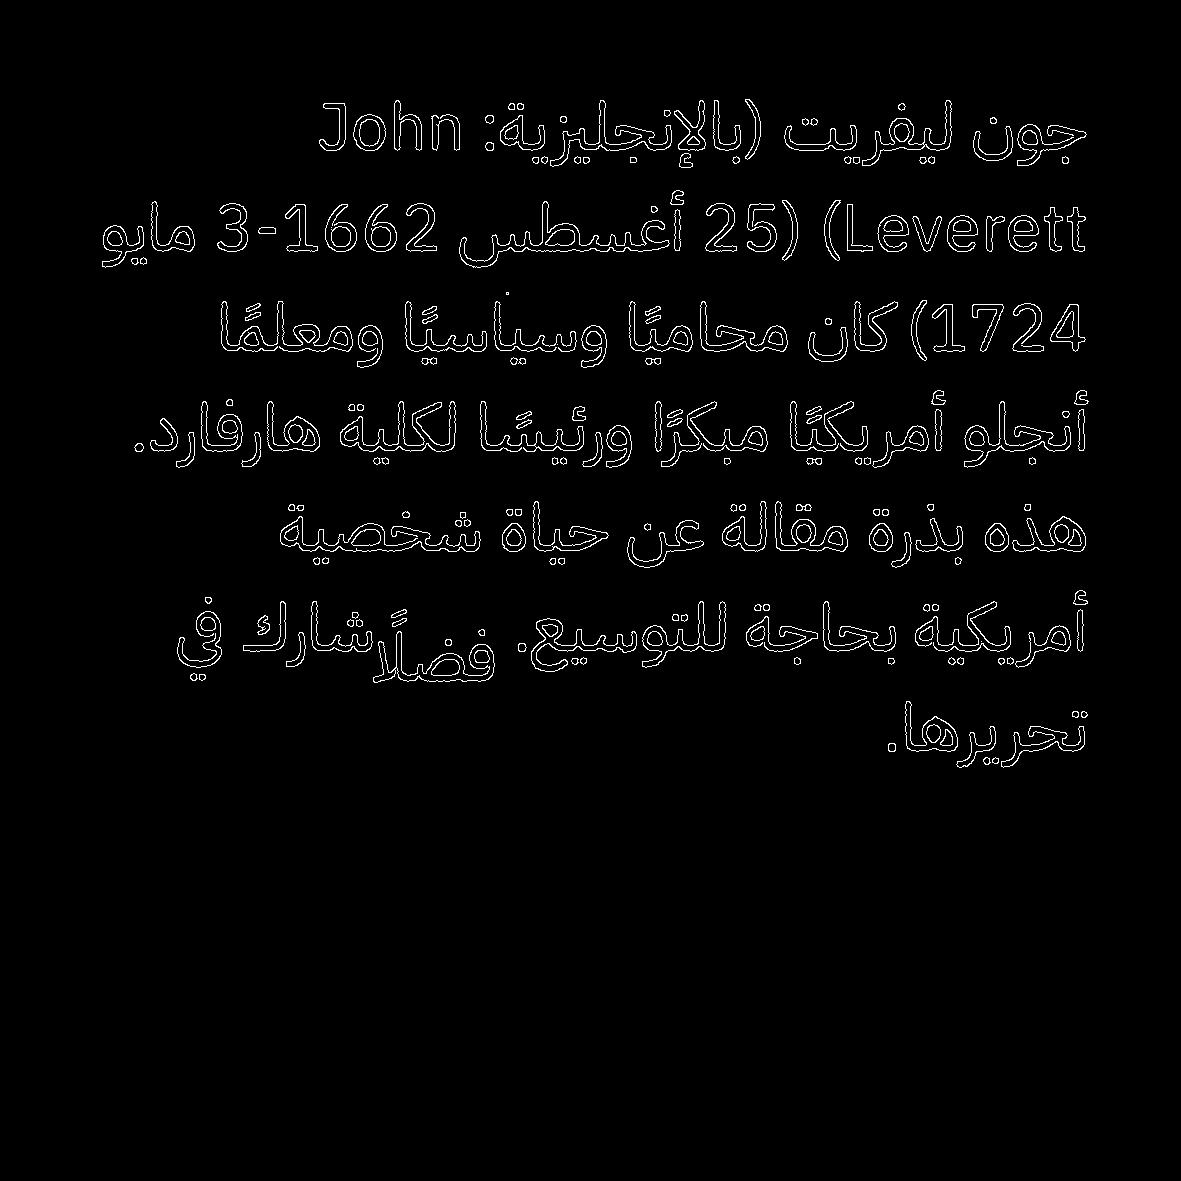 جون ليفريت (بالإنجليزية: John
Leverett) (25 أغسطس 1662-3 مايو
1724) كان محاميًا وسياسيًا ومعلمًا
أنجلو أمريكيًا مبكرًا ورئيسًا لكلية هارفارد.
هذه بذرة مقالة عن حياة شخصية
أمريكية بحاجة للتوسيع. فضلًا شارك في
تحريرها.